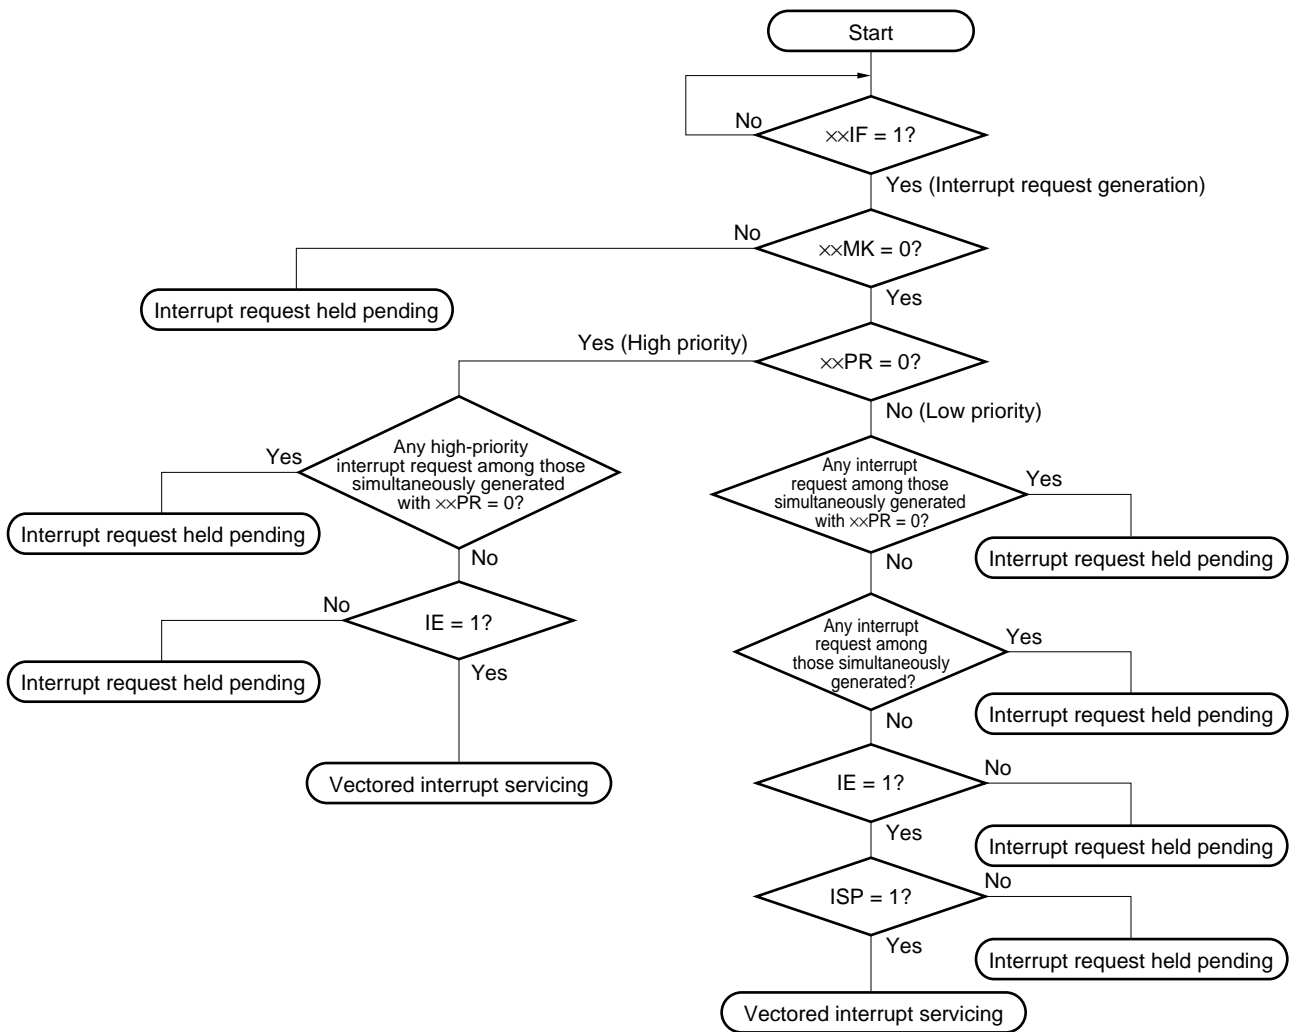 Start
No
××IF = 1?
Yes (Interrupt request generation)
No
××MK = 0?
Interrupt request held pending
Yes
Yes (High priority)
××PR = 0?
No (Low priority)
Yes
Any high-priority
interrupt request among those
simultaneously generated
with ××PR = 0?
Any interrupt
request among those
simultaneously generated
with ××PR = 0?
Yes
Interrupt request held pending
Interrupt request held pending
No
No
No
IE = 1?
Any interrupt
request among
those simultaneously
generated?
Yes
Interrupt request held pending
Yes
Interrupt request held pending
No
Vectored interrupt servicing
IE = 1?
No
Yes
Interrupt request held pending
ISP = 1?
No
Yes
Interrupt request held pending
Vectored interrupt servicing